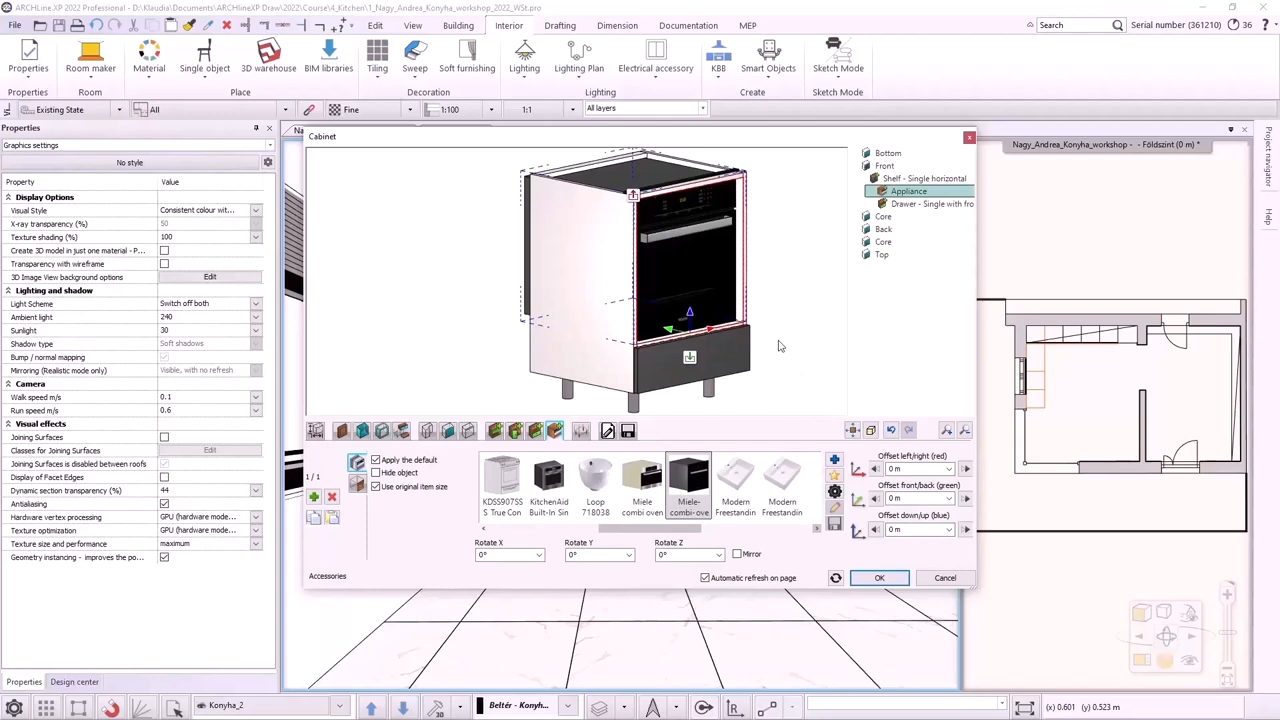 ARCHLine.XP 2022 Professional - D:\Klaudia\Documents\ARCHlineXP Draw\2022\Course\4_Kitchen\1_Nagy_Andrea_Konyha_workshop_2022_WSt.pro
File Edit View Building Interior Drafting Dimension Documentation MEP Search Serial number (361210) 36
Properties Room maker Material Single object 3D warehouse BIM libraries Tiling Sweep Soft furnishing Lighting Lighting Plan Electrical accessory KBB Smart Objects Sketch Mode
Properties Room Place Decoration Lighting Create Sketch Mode
Existing State All Fine 1:100 1:1 All layers
Properties
Graphics settings
No style
Property Value
Display Options
Visual Style Consistent colour wit...
X-ray transparency (%) 50
Texture shading (%) 100
Create 3D model in just one material - P...
Transparency with wireframe
3D Image View background options Edit
Lighting and shadow
Light Scheme Switch off both
Ambient light 240
Sunlight 30
Shadow type Soft shadows
Bump / normal mapping
Mirroring (Realistic mode only) Visible, with no refresh
Camera
Walk speed m/s 0.1
Run speed m/s 0.6
Visual effects
Joining Surfaces
Classes for Joining Surfaces Edit
Joining Surfaces is disabled between roofs
Display of Facet Edges
Dynamic section transparency (%) 44
Antialiasing
Hardware vertex processing GPU (hardware mode...
Texture optimization GPU (hardware mode...
Texture size and performance maximum
Geometry instancing - improves the po...
Properties Design center
Na
Cabinet
Bottom
Front
Shelf - Single horizontal
Appliance
Drawer - Single with fro
Core
Back
Core
Top
1 / 1
Apply the default
Hide object
Use original item size
KDSS907SS
S True Con
KitchenAid
Built-In Sin
Loop
718038
Miele
combi oven
Miele-
combi-ove
Modern
Freestandin
Modern
Freestandin
Offset left/right (red)
0 m
Offset front/back (green)
0 m
Offset down/up (blue)
0 m
Rotate X Rotate Y Rotate Z
0° 0° 0° Mirror
Accessories Automatic refresh on page OK Cancel
Nagy_Andrea_Konyha_workshop - Földszint (0 m) *
Project navigator
Help
Konyha_2 Beltér - Konyh... (x) 0.601 (y) 0.523 m